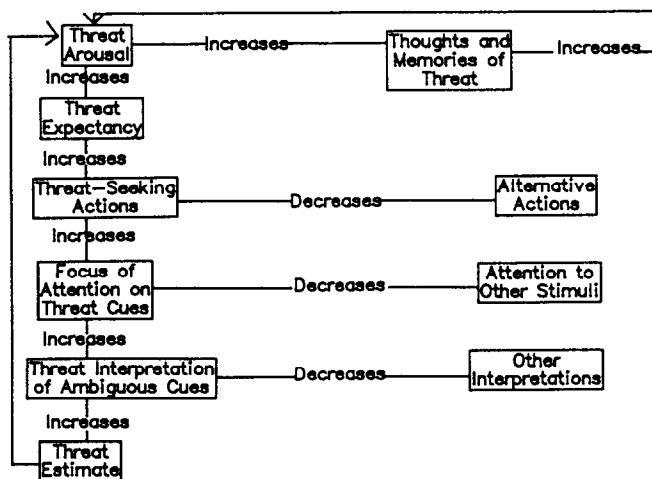 Threat
Arousal
Increases
Thoughts and
Memories of
Threat
Increases
Increases
Threat
Expectancy
Increases
Threat-Seeking
Actions
Decreases
Alternative
Actions
Increases
Focus of
Attention on
Threat Cues
Decreases
Attention to
Other Stimuli
Increases
Threat Interpretation
of Ambiguous Cues
Decreases
Other
Interpretations
Increases
Threat
Estimate